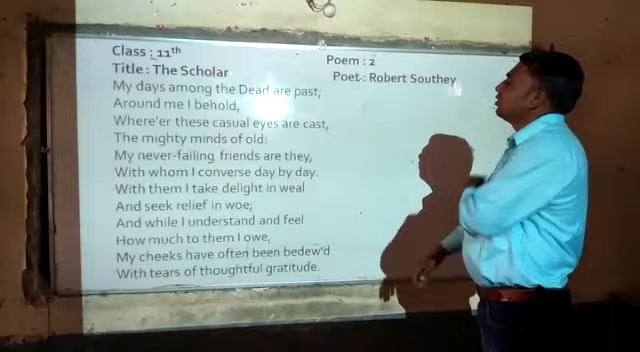 Class : 11th
Poem : 2
Title : The Scholar
Poet : Robert Southey
My days among the Dead are past;
Around me I behold,
Where'er these casual eyes are cast,
The mighty minds of old:
My never-failing friends are they,
With whom I converse day by day.
With them I take delight in weal
And seek relief in woe;
And while I understand and feel
How much to them I owe,
My cheeks have often been bedew'd
With tears of thoughtful gratitude.